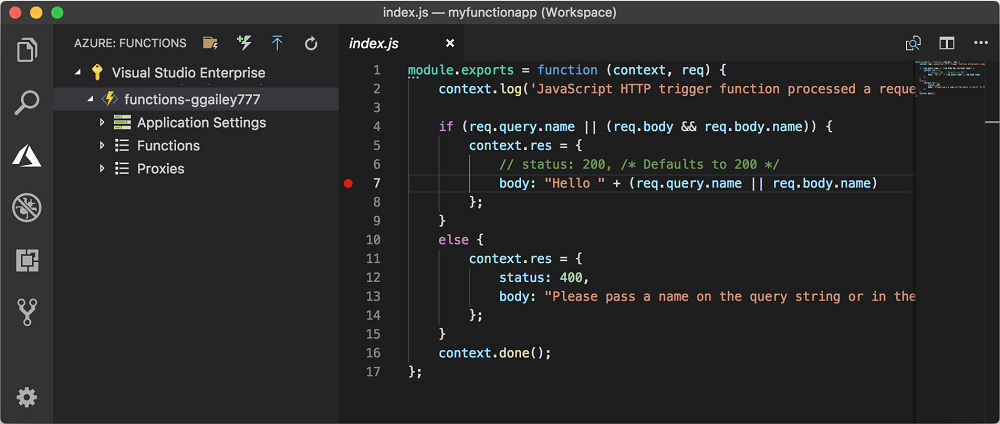 index.js — myfunctionapp (Workspace)
AZURE: FUNCTIONS
Visual Studio Enterprise
functions-ggailey777
Application Settings
Functions
Proxies
index.js
1 module.exports = function (context, req) {
2 context.log('JavaScript HTTP trigger function processed a reque
3
4 if (req.query.name || (req.body && req.body.name)) {
5 context.res = {
6 // status: 200, /* Defaults to 200 */
7 body: "Hello " + (req.query.name || req.body.name)
8 };
9 }
10 else {
11 context.res = {
12 status: 400,
13 body: "Please pass a name on the query string or in the
14 };
15 }
16 context.done();
17 };